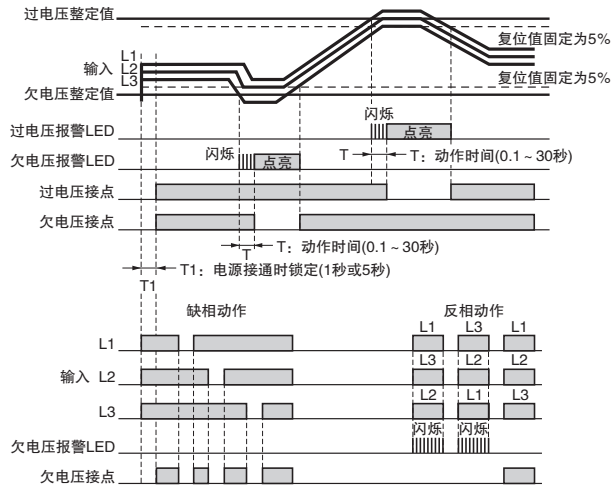 过电压整定值
复位值固定为5%
L1
输入 L2
L3
复位值固定为5%
欠电压整定值
闪烁
过电压报警LED
点亮
闪烁
T
T：动作时间(0.1 ~ 30秒)
欠电压报警LED
点亮
过电压接点
欠电压接点
T
T：动作时间(0.1 ~ 30秒)
T1：电源接通时锁定(1秒或5秒)
T1
缺相动作
反相动作
L1
L1
L3
L1
输入 L2
L3
L2
L2
L3
L2
L1
L3
闪烁
闪烁
欠电压报警LED
欠电压接点